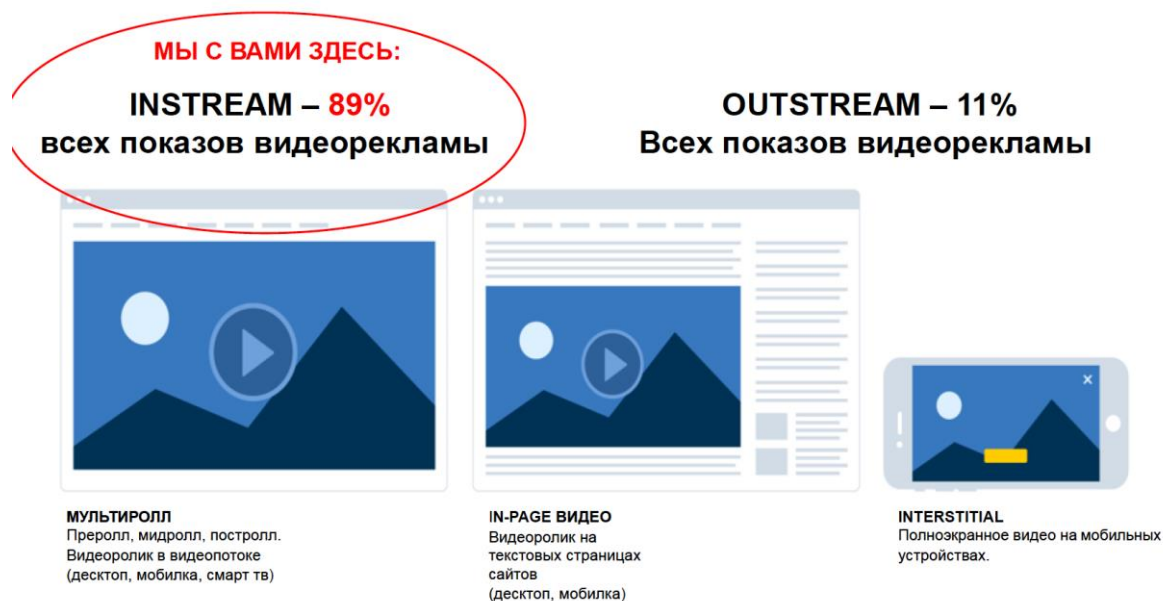 МЫ С ВАМИ ЗДЕСЬ:
INSTREAM – 89%
всех показов видеорекламы
OUTSTREAM – 11%
Всех показов видеорекламы
МУЛЬТИРОЛЛ
Преролл, мидролл, постролл.
Видеоролик в видеопотоке
(десктоп, мобилка, смарт тв)
IN-PAGE ВИДЕО
Видеоролик на
текстовых страницах
сайтов
(десктоп, мобилка)
INTERSTITIAL
Полноэкранное видео на мобильных
устройствах.